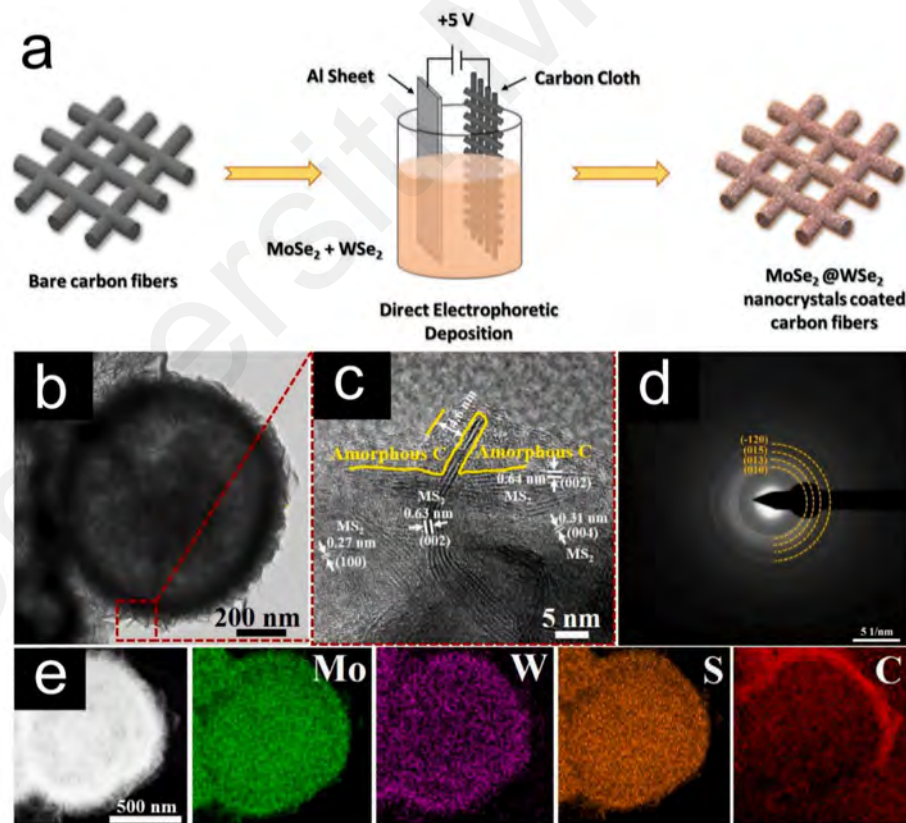 a
+5 V
Al Sheet
Carbon Cloth
MoSe₂ + WSe₂
Bare carbon fibers
Direct Electrophoretic
Deposition
MoSe₂ @WSe₂
nanocrystals coated
carbon fibers
b
200 nm
c
Amorphous C
Amorphous C
0.64 nm
(002)
MS₂
MS₂
0.63 nm
(002)
MS₂
0.27 nm
(100)
0.31 nm
(004)
MS₂
5 nm
d
(-120)
(015)
(013)
(010)
5 1/nm
e
500 nm
Mo
W
S
C